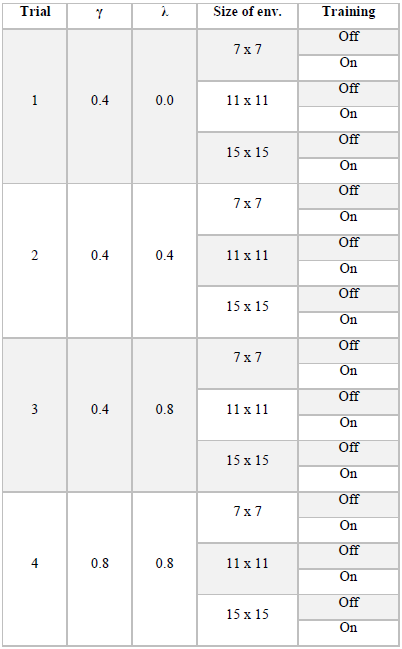 Trial γ λ Size of env. Training
1 0.4 0.0 7 x 7 Off
On
11 x 11 Off
On
15 x 15 Off
On
2 0.4 0.4 7 x 7 Off
On
11 x 11 Off
On
15 x 15 Off
On
3 0.4 0.8 7 x 7 Off
On
11 x 11 Off
On
15 x 15 Off
On
4 0.8 0.8 7 x 7 Off
On
11 x 11 Off
On
15 x 15 Off
On